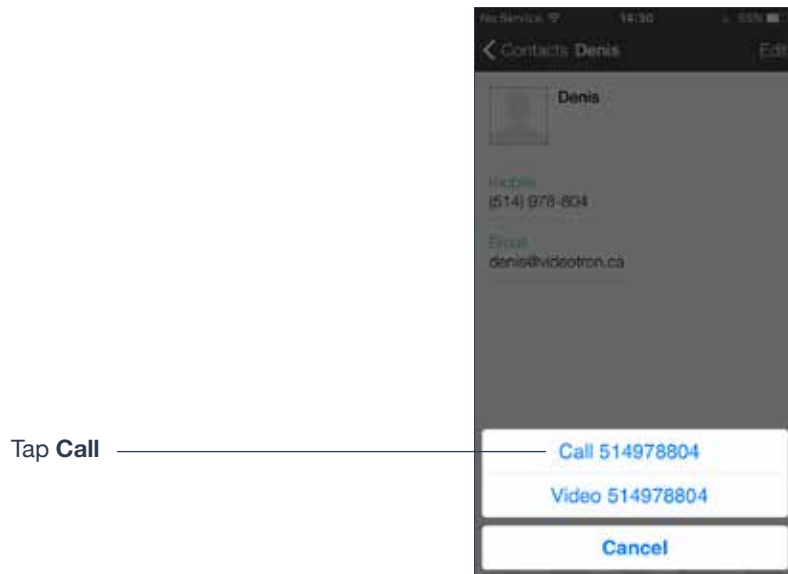 No Service 14:30 55%
Contacts Denis Edit
Denis
mobile
(514) 978-804
Email
denis@videotron.ca
Tap Call
Call 514978804
Video 514978804
Cancel